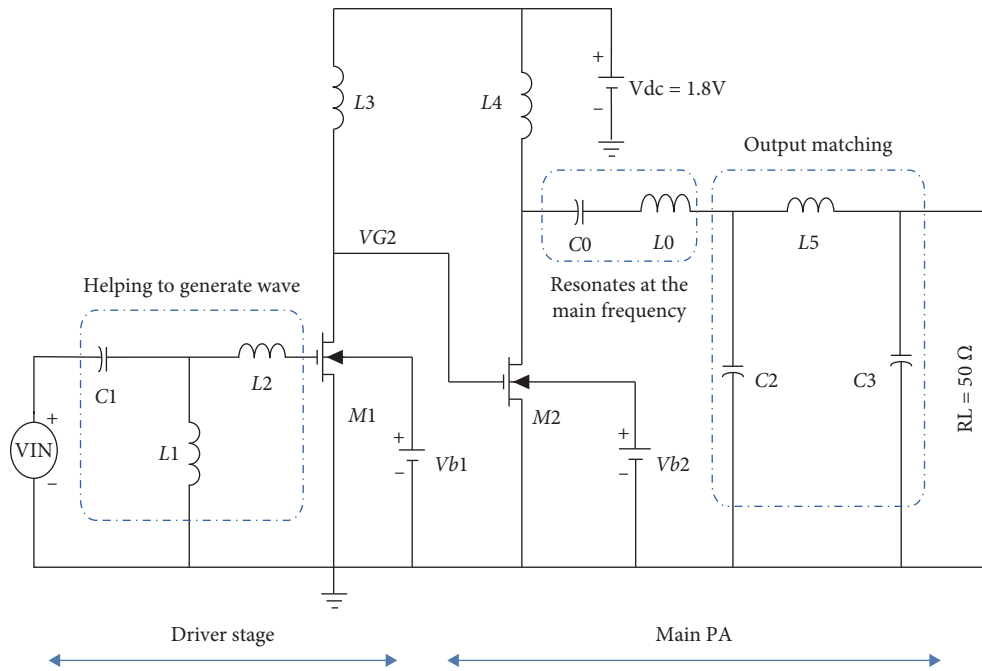 L3
L4
+
Vdc = 1.8V
−
Output matching
C0
L0
L5
VG2
Resonates at the
main frequency
Helping to generate wave
C1
L2
M1
M2
C2
C3
RL = 50 Ω
+
VIN
−
L1
+
−
Vb1
+
−
Vb2
Driver stage
Main PA